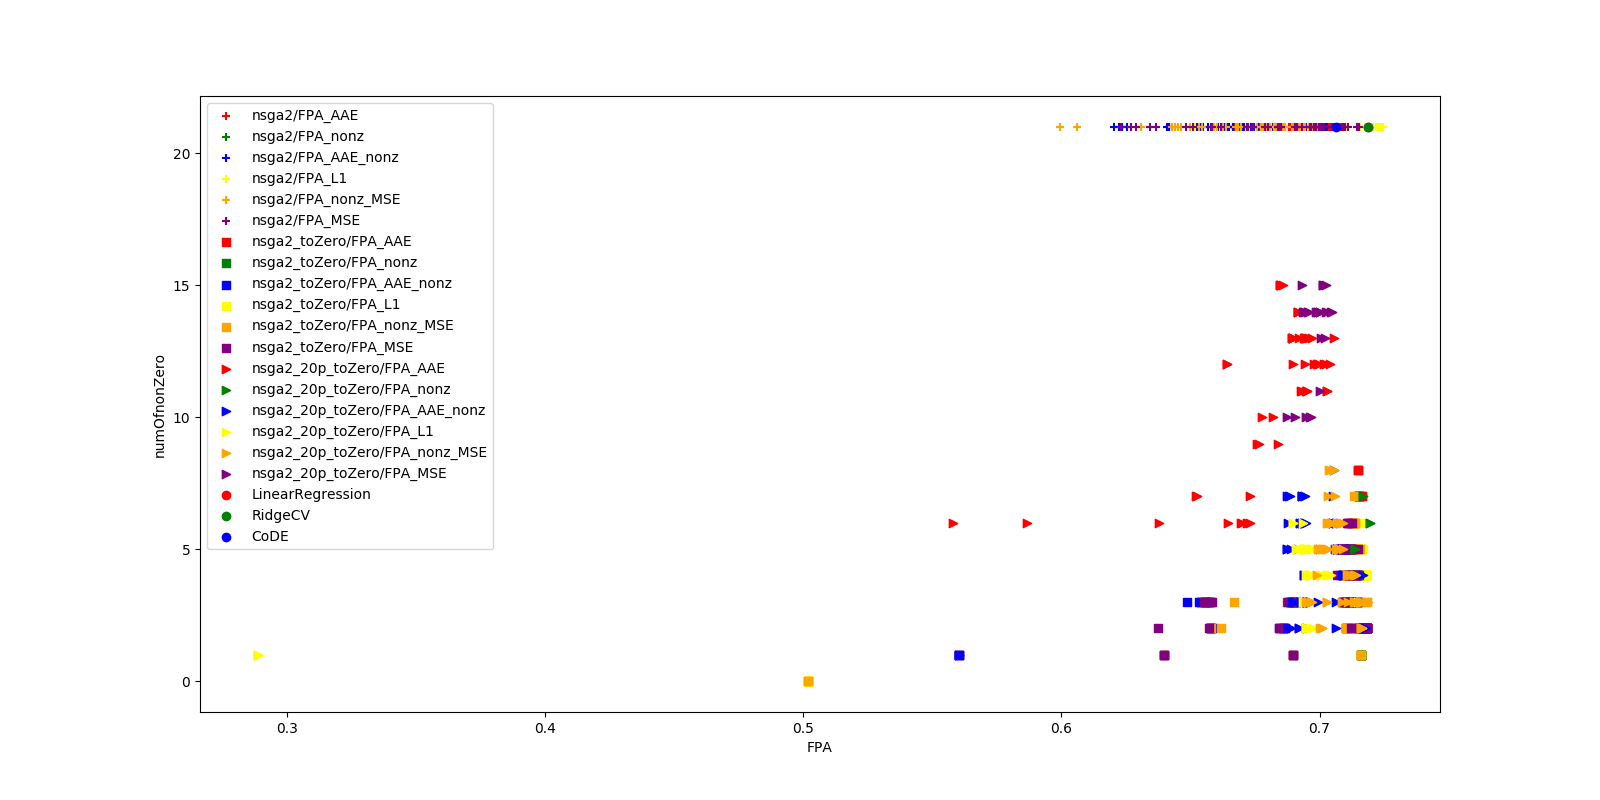 nsga2/FPA_AAE
nsga2/FPA_nonz
nsga2/FPA_AAE_nonz
nsga2/FPA_L1
nsga2/FPA_nonz_MSE
nsga2/FPA_MSE
nsga2_toZero/FPA_AAE
nsga2_toZero/FPA_nonz
nsga2_toZero/FPA_AAE_nonz
nsga2_toZero/FPA_L1
nsga2_toZero/FPA_nonz_MSE
nsga2_toZero/FPA_MSE
nsga2_20p_toZero/FPA_AAE
nsga2_20p_toZero/FPA_nonz
nsga2_20p_toZero/FPA_AAE_nonz
nsga2_20p_toZero/FPA_L1
nsga2_20p_toZero/FPA_nonz_MSE
nsga2_20p_toZero/FPA_MSE
LinearRegression
RidgeCV
CoDE
numOfnonZero
20
15
10
5
0
0.3 0.4 0.5 0.6 0.7
FPA